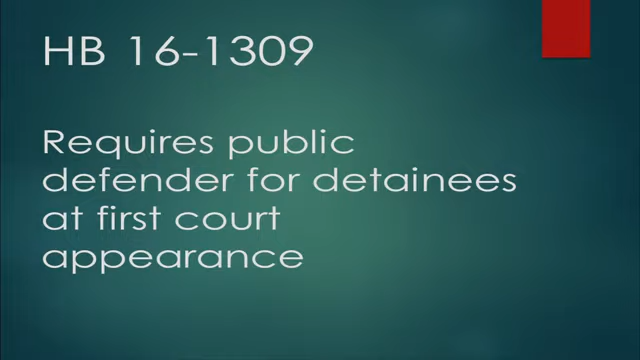 HB 16-1309
Requires public
defender for detainees
at first court
appearance